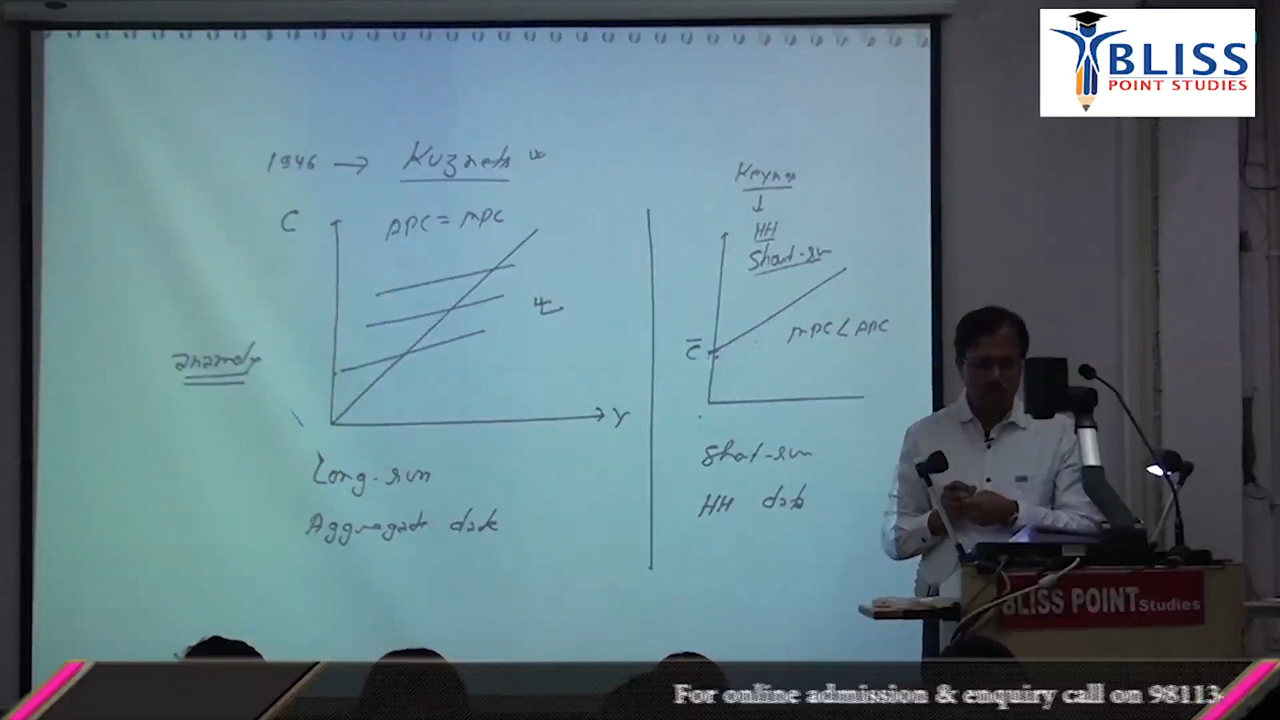 BLISS
POINT STUDIES
1946 → Kuznets
C
APC = MPC
Y
anamoly
Long-run
Aggregate data
Keynes
↓
HH
Short-run
C̄
MPC < APC
Short-run
HH data
BLISS POINT Studies
For online admission & enquiry call on 98113